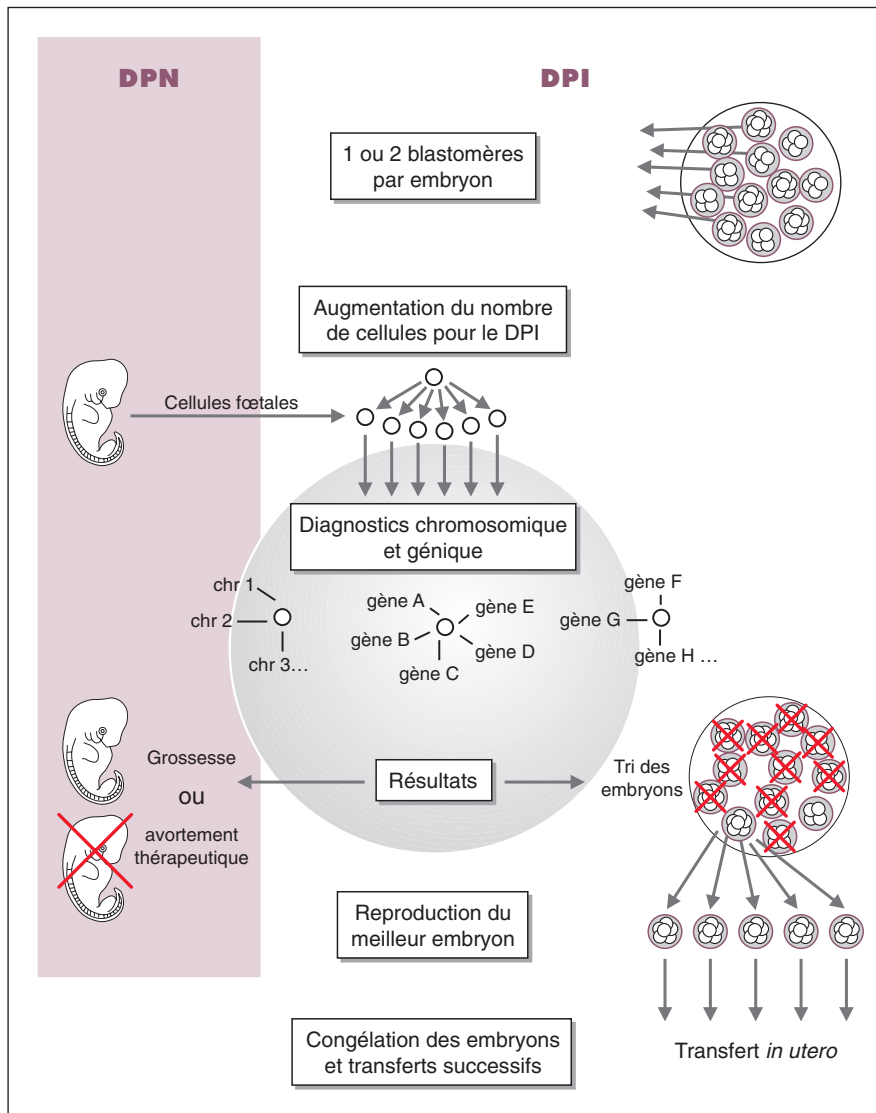 DPN
DPI
1 ou 2 blastomères
par embryon
Augmentation du nombre
de cellules pour le DPI
Cellules fœtales
Diagnostics chromosomique
et génique
chr 1
chr 2
chr 3...
gène A
gène B
gène C
gène E
gène D
gène F
gène G
gène H ...
Grossesse
ou
avortement
thérapeutique
Résultats
Tri des
embryons
Reproduction du
meilleur embryon
Congélation des embryons
et transferts successifs
Transfert in utero